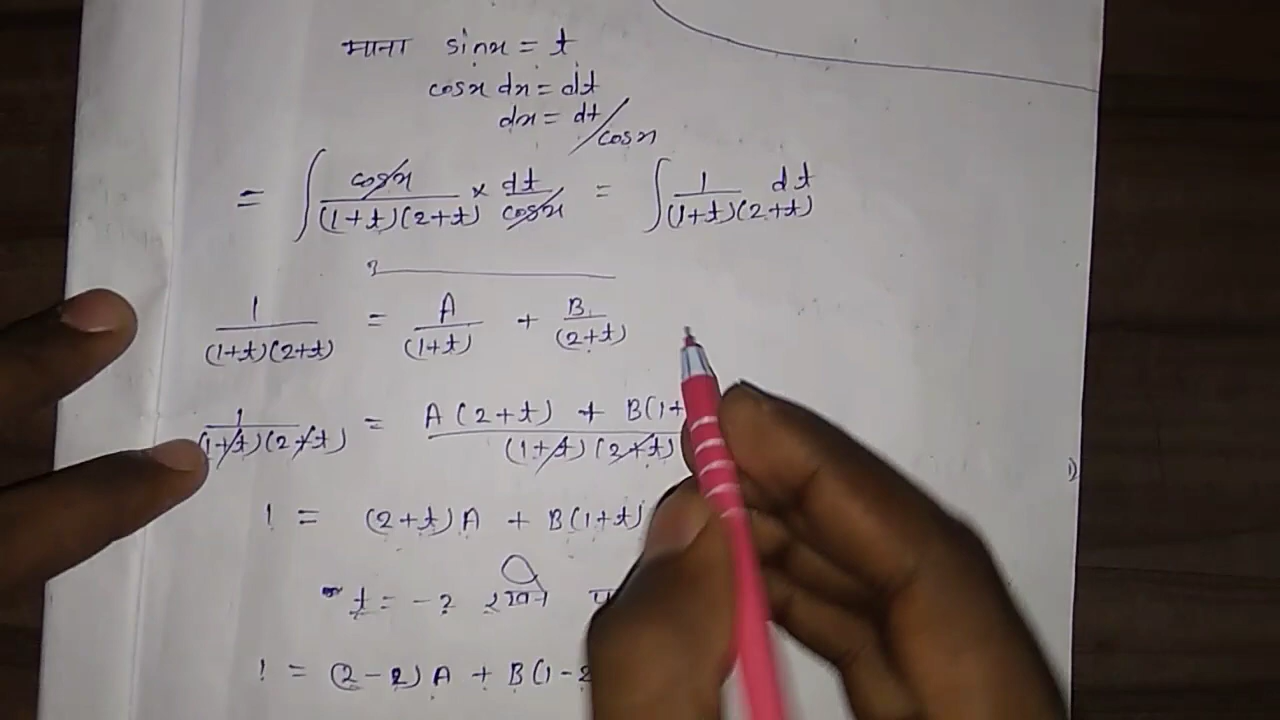 माना sinx = t
cosx dx = dt
dx = dt/cosx
= ∫ cosx/(1+t)(2+t) × dt/cosx = ∫ 1/(1+t)(2+t) dt
1/(1+t)(2+t) = A/(1+t) + B/(2+t)
1/(1+t)(2+t) = A(2+t) + B(1+/(1+t)(2+t)
1 = (2+t)A + B(1+t)
t = -2 रखने
1 = (2-2)A + B(1-2